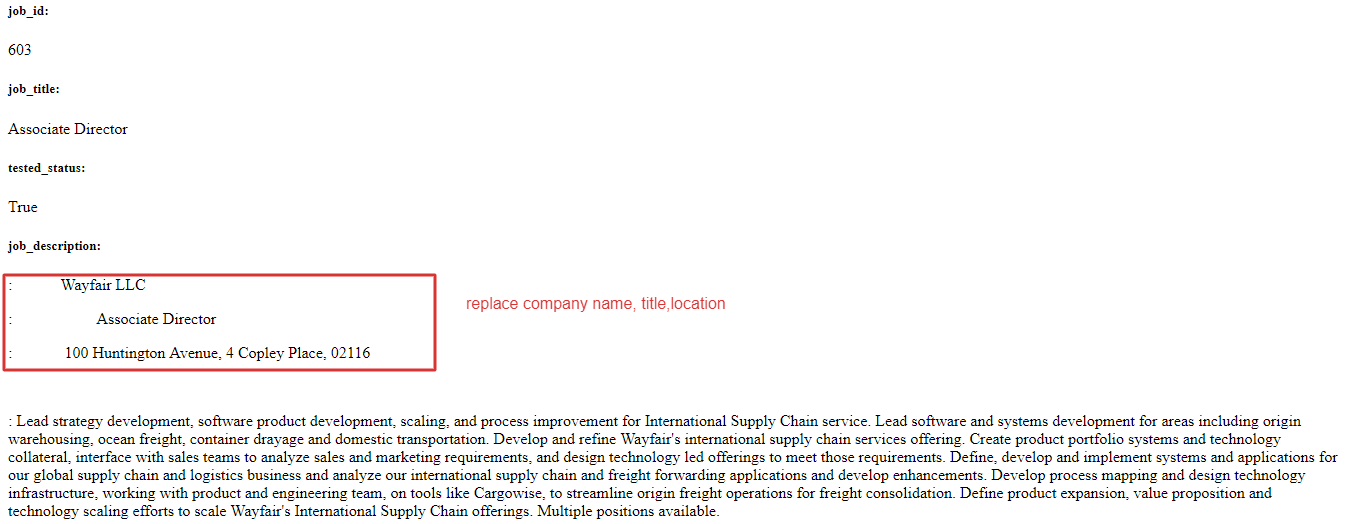 job_id:
603
job_title:
Associate Director
tested_status:
True
job_description:
: Wayfair LLC
replace company name, title,location
: Associate Director
: 100 Huntington Avenue, 4 Copley Place, 02116
: Lead strategy development, software product development, scaling, and process improvement for International Supply Chain service. Lead software and systems development for areas including origin
warehousing, ocean freight, container drayage and domestic transportation. Develop and refine Wayfair's international supply chain services offering. Create product portfolio systems and technology
collateral, interface with sales teams to analyze sales and marketing requirements, and design technology led offerings to meet those requirements. Define, develop and implement systems and applications for
our global supply chain and logistics business and analyze our international supply chain and freight forwarding applications and develop enhancements. Develop process mapping and design technology
infrastructure, working with product and engineering team, on tools like Cargowise, to streamline origin freight operations for freight consolidation. Define product expansion, value proposition and
technology scaling efforts to scale Wayfair's International Supply Chain offerings. Multiple positions available.